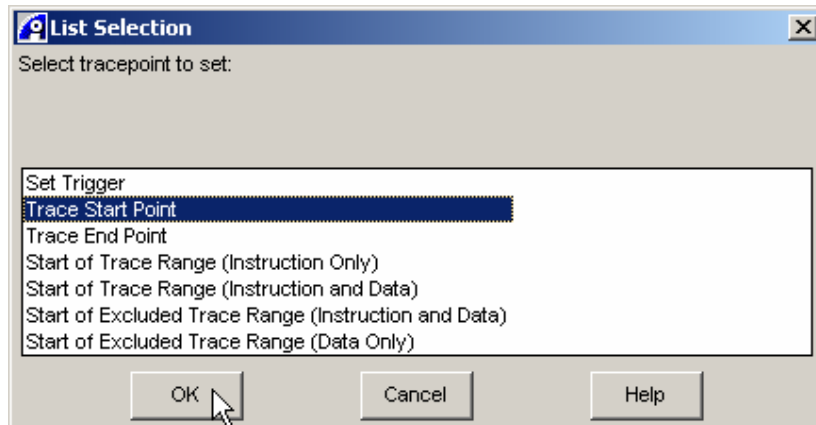 List Selection
Select tracepoint to set:
Set Trigger
Trace Start Point
Trace End Point
Start of Trace Range (Instruction Only)
Start of Trace Range (Instruction and Data)
Start of Excluded Trace Range (Instruction and Data)
Start of Excluded Trace Range (Data Only)
OK Cancel Help